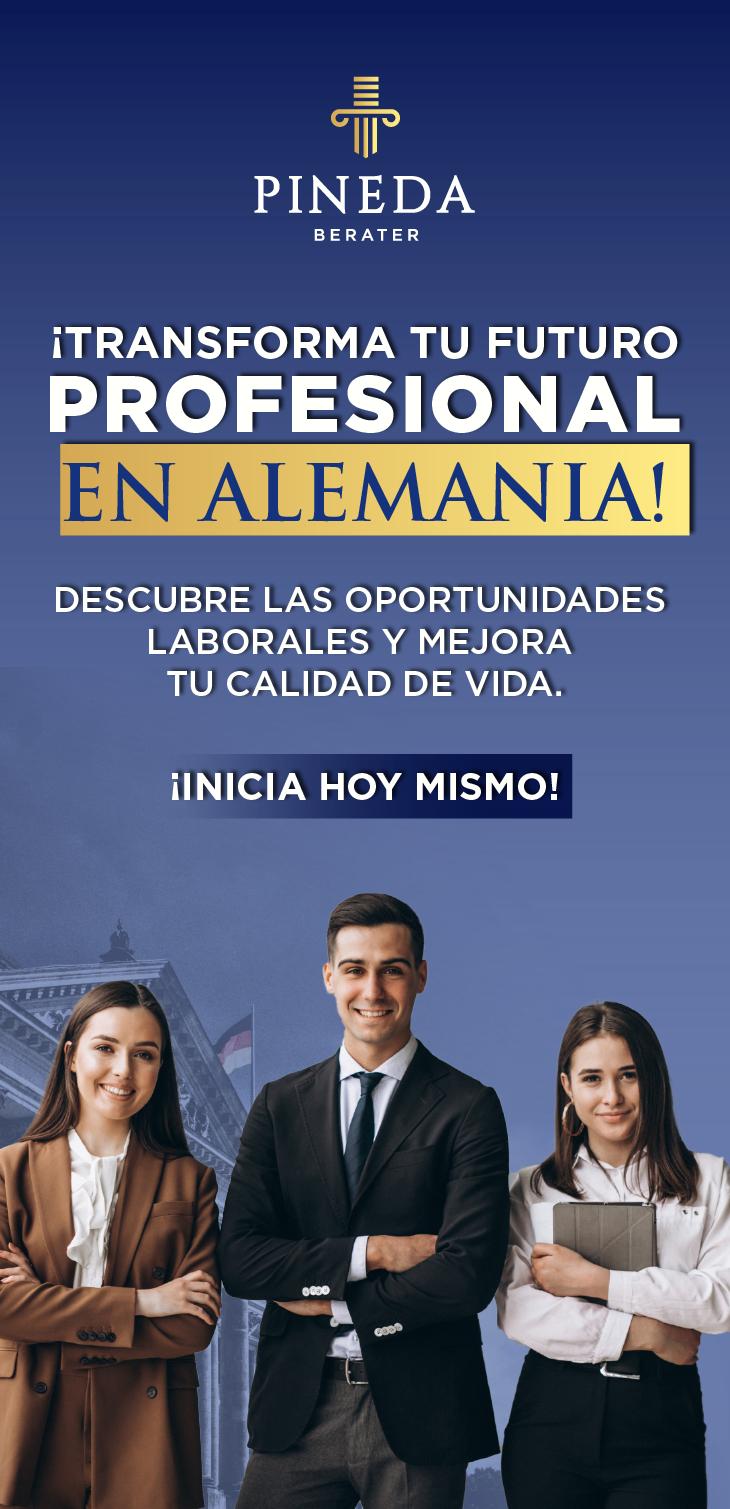 PINEDA
BERATER
¡TRANSFORMA TU FUTURO
PROFESIONAL
EN ALEMANIA!
DESCUBRE LAS OPORTUNIDADES
LABORALES Y MEJORA
TU CALIDAD DE VIDA.
¡INICIA HOY MISMO!